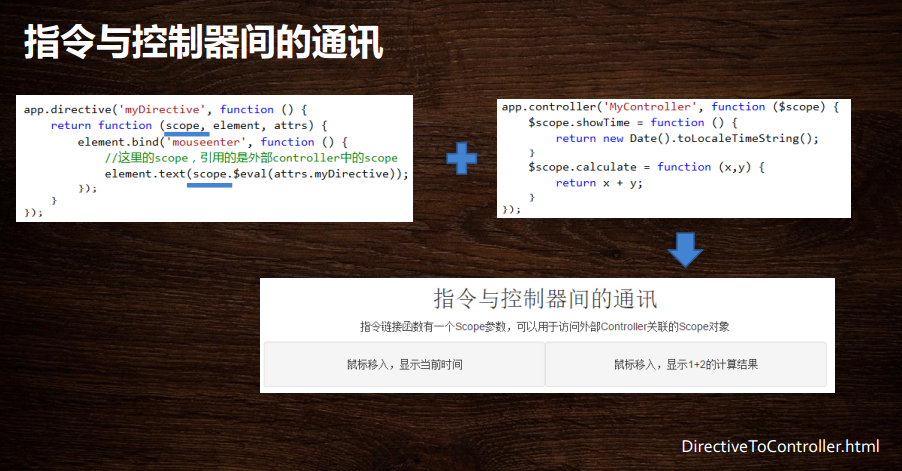 指令与控制器间的通讯
app.directive('myDirective', function () {
return function (scope, element, attrs) {
element.bind('mouseenter', function () {
//这里的scope，引用的是外部controller中的scope
element.text(scope.$eval(attrs.myDirective));
});
}
});
app.controller('MyController', function ($scope) {
$scope.showTime = function () {
return new Date().toLocaleTimeString();
}
$scope.calculate = function (x,y) {
return x + y;
}
});
指令与控制器间的通讯
指令链接函数有一个Scope参数，可以用于访问外部Controller关联的Scope对象
鼠标移入，显示当前时间
鼠标移入，显示1+2的计算结果
DirectiveToController.html